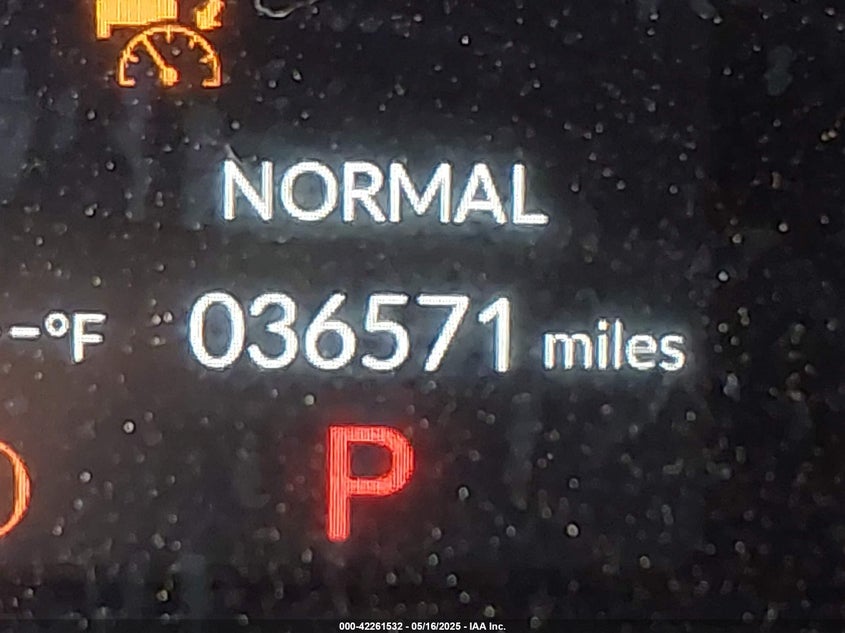 NORMAL
-°F 036571 miles
P
000-42261532 - 05/16/2025 - IAA Inc.